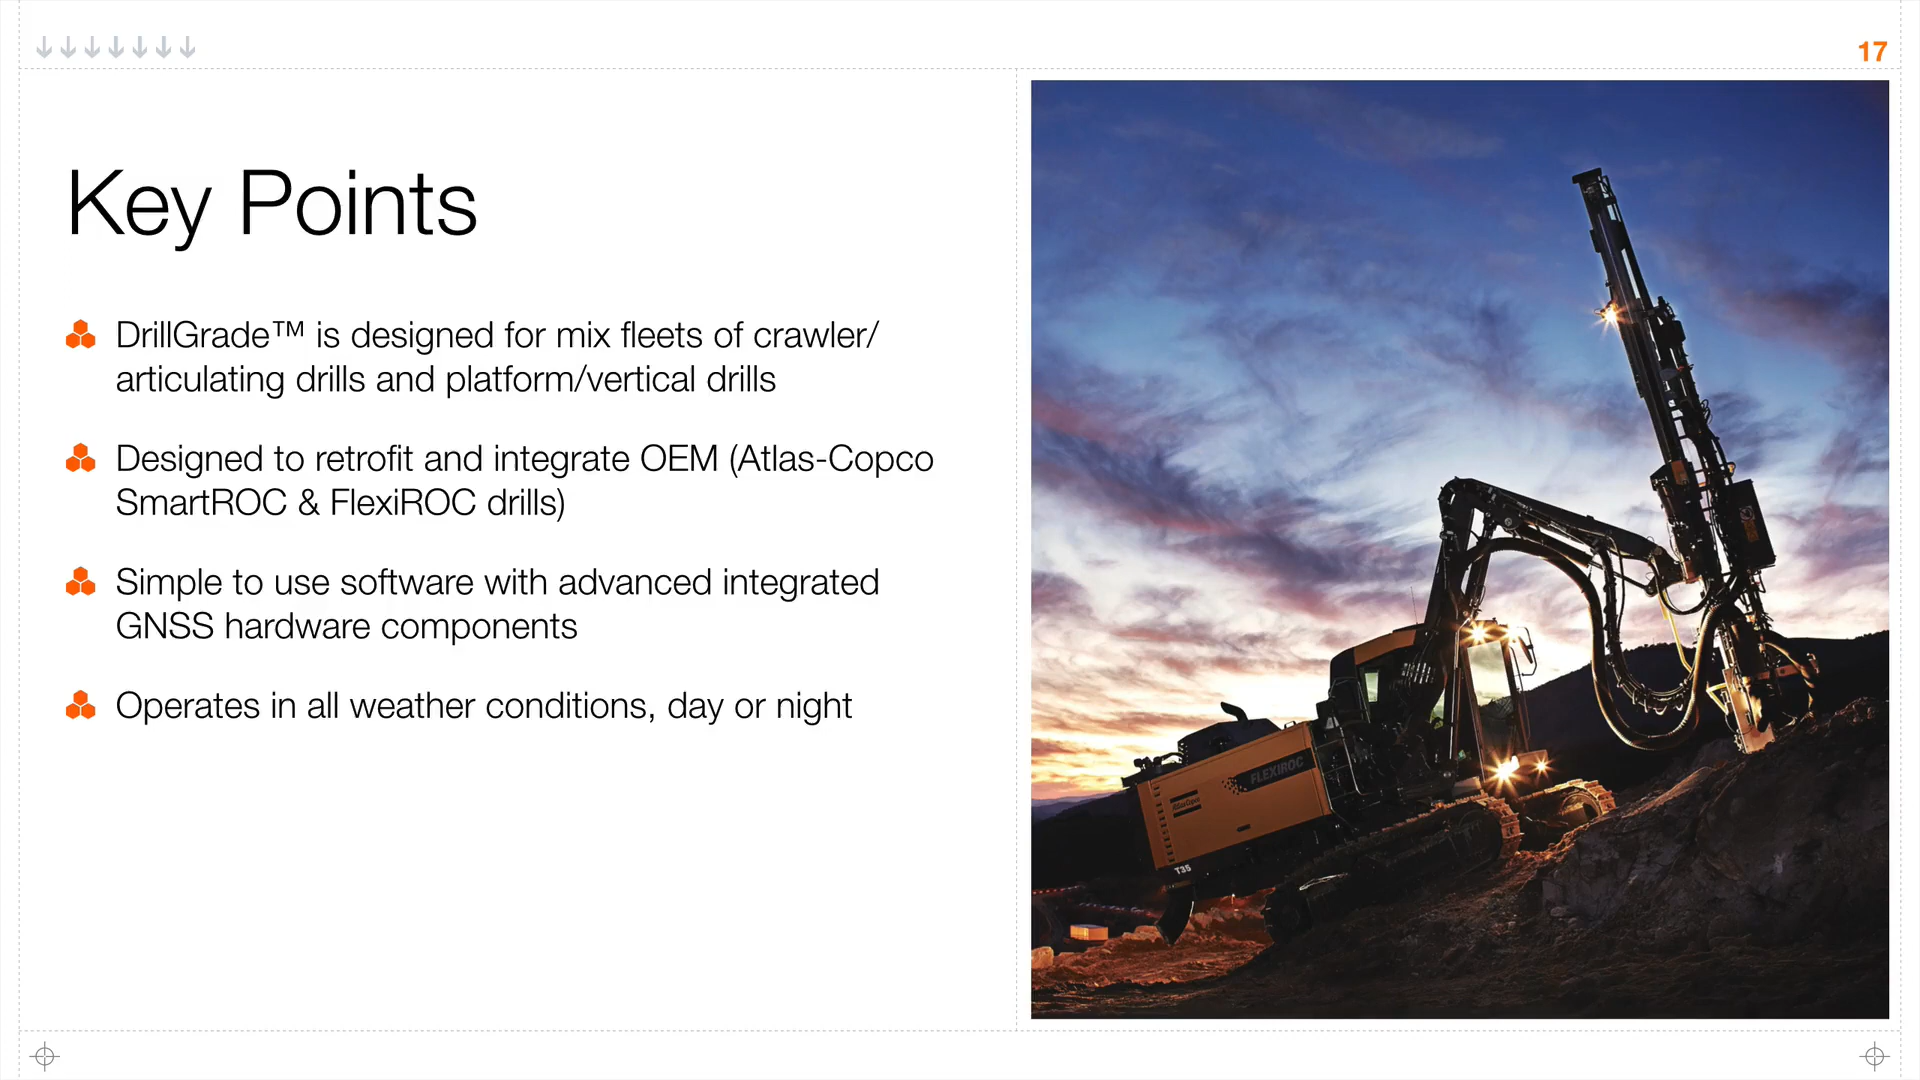 17
Key Points
DrillGrade™ is designed for mix fleets of crawler/
articulating drills and platform/vertical drills
Designed to retrofit and integrate OEM (Atlas-Copco
SmartROC & FlexiROC drills)
Simple to use software with advanced integrated
GNSS hardware components
Operates in all weather conditions, day or night
FLEXIROC
Atlas Copco
T35